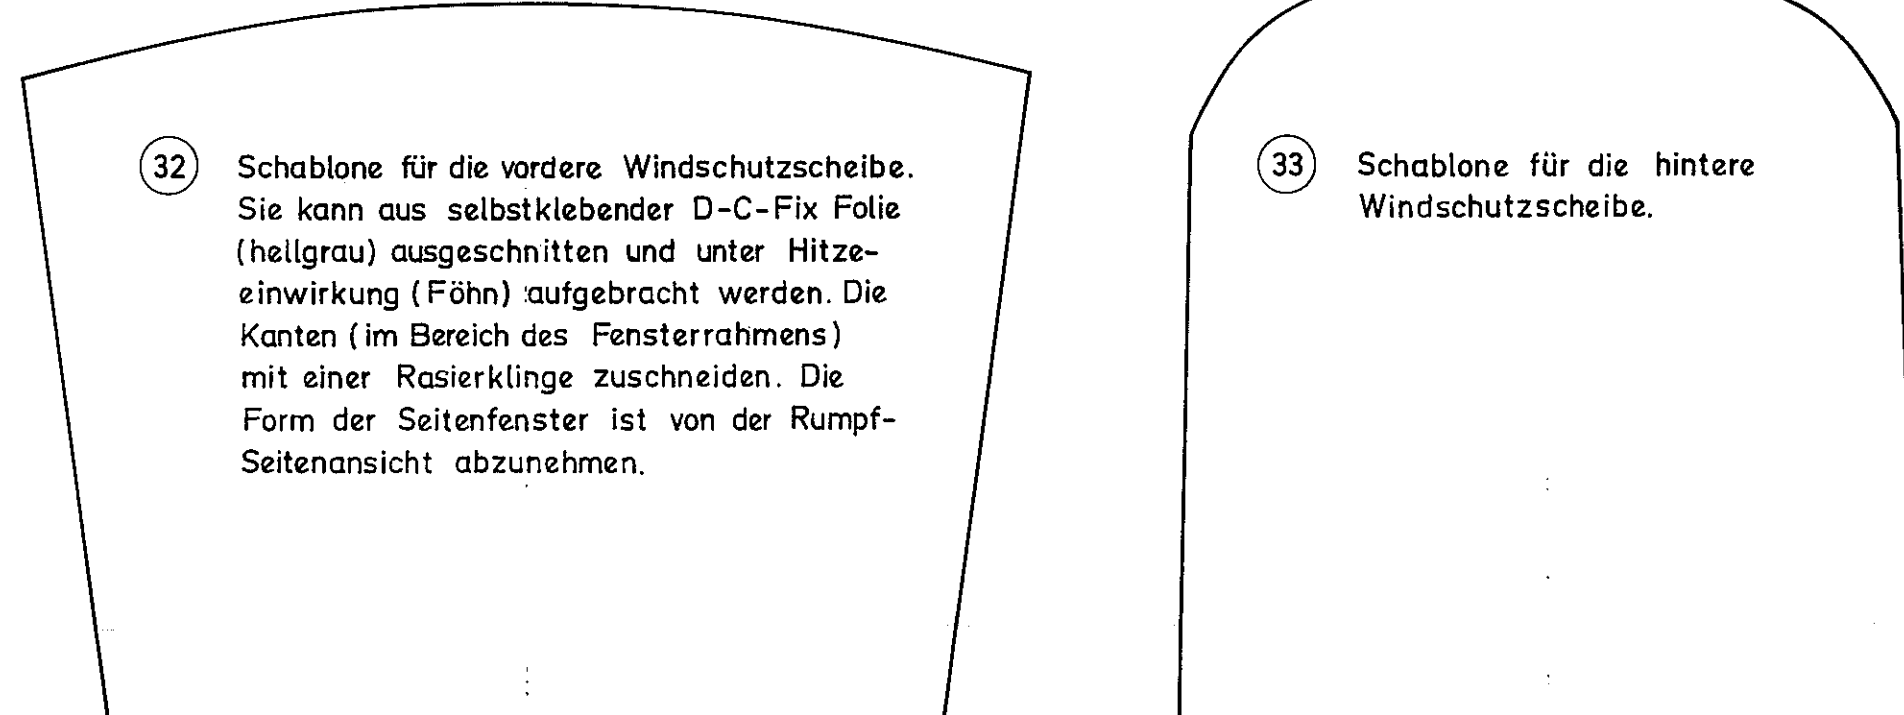 32 Schablone für die vordere Windschutzscheibe.
Sie kann aus selbstklebender D-C-Fix Folie
(hellgrau) ausgeschnitten und unter Hitze-
einwirkung (Föhn) aufgebracht werden. Die
Kanten (im Bereich des Fensterrahmens)
mit einer Rasierklinge zuschneiden. Die
Form der Seitenfenster ist von der Rumpf-
Seitenansicht abzunehmen.
33 Schablone für die hintere
Windschutzscheibe.